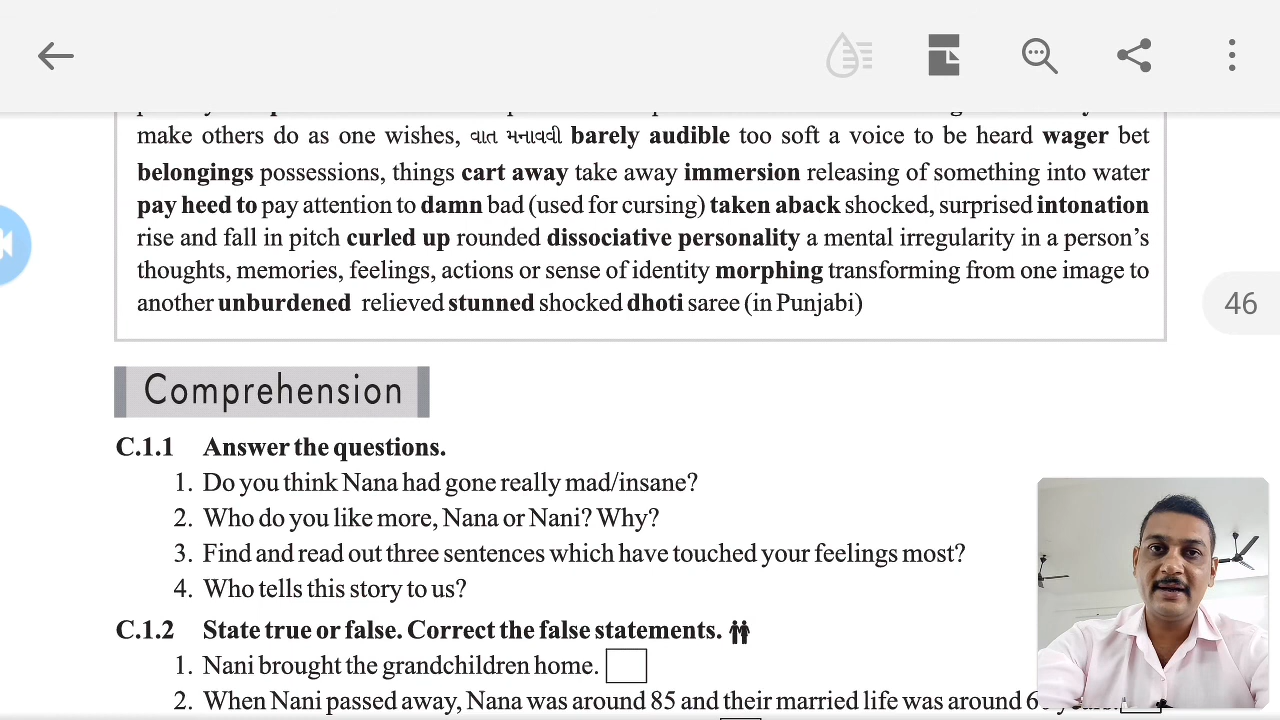 make others do as one wishes, વાત મનાવવી barely audible too soft a voice to be heard wager bet
belongings possessions, things cart away take away immersion releasing of something into water
pay heed to pay attention to damn bad (used for cursing) taken aback shocked, surprised intonation
rise and fall in pitch curled up rounded dissociative personality a mental irregularity in a person's
thoughts, memories, feelings, actions or sense of identity morphing transforming from one image to
another unburdened relieved stunned shocked dhoti saree (in Punjabi)
46
Comprehension
C.1.1 Answer the questions.
1. Do you think Nana had gone really mad/insane?
2. Who do you like more, Nana or Nani? Why?
3. Find and read out three sentences which have touched your feelings most?
4. Who tells this story to us?
C.1.2 State true or false. Correct the false statements.
1. Nani brought the grandchildren home.
2. When Nani passed away, Nana was around 85 and their married life was around